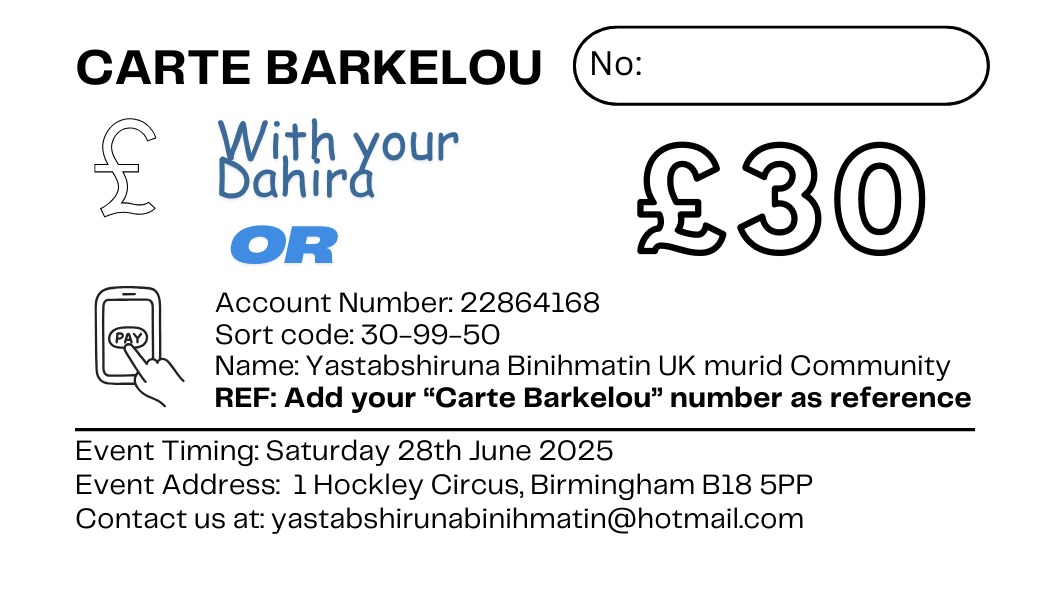 CARTE BARKELOU
No:
£
With your
Dahira
£30
OR
PAY
Account Number: 22864168
Sort code: 30-99-50
Name: Yastabshiruna Binihmatin UK murid Community
REF: Add your “Carte Barkelou” number as reference
Event Timing: Saturday 28th June 2025
Event Address:  1 Hockley Circus, Birmingham B18 5PP
Contact us at: yastabshirunabinihmatin@hotmail.com